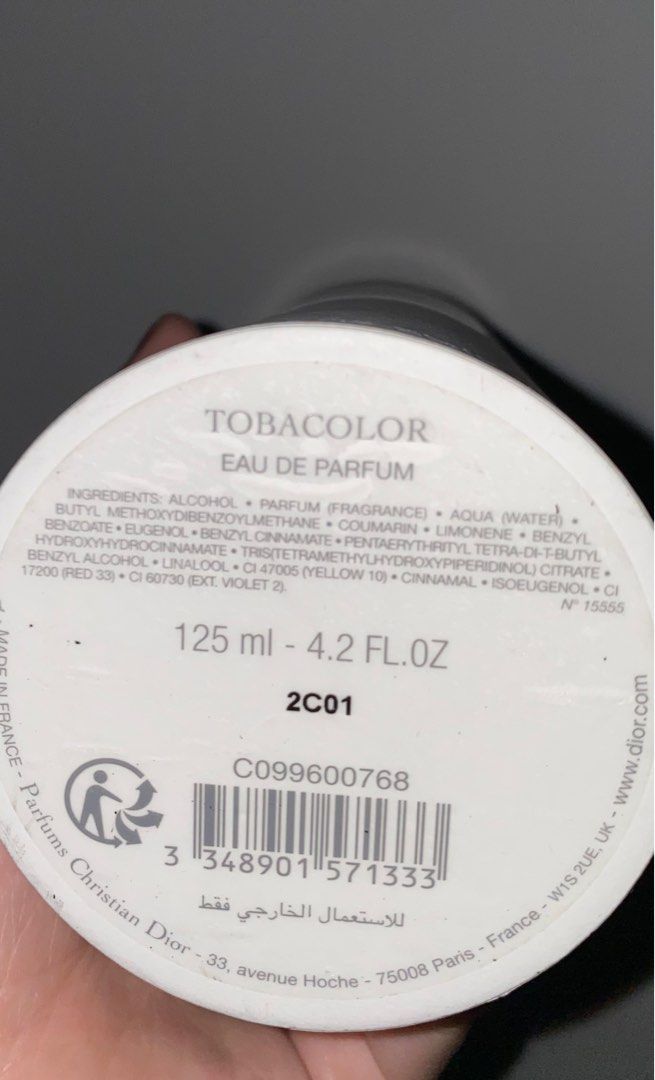 TOBACOLOR
EAU DE PARFUM
INGREDIENTS: ALCOHOL • PARFUM (FRAGRANCE) • AQUA (WATER) •
BUTYL METHOXYDIBENZOYLMETHANE • COUMARIN • LIMONENE • BENZYL
BENZOATE • EUGENOL • BENZYL CINNAMATE • PENTAERYTHRITYL TETRA-DI-T-BUTYL
HYDROXYHYDROCINNAMATE • TRIS(TETRAMETHYLHYDROXYPIPERIDINOL) CITRATE •
BENZYL ALCOHOL • LINALOOL • CI 47005 (YELLOW 10) • CINNAMAL • ISOEUGENOL • CI
17200 (RED 33) • CI 60730 (EXT. VIOLET 2).
N° 15555
125 ml - 4.2 FL.OZ
2C01
C099600768
3 348901 571333
للاستعمال الخارجي فقط
MADE IN FRANCE - Parfums Christian Dior - 33, avenue Hoche - 75008 Paris - France - W1S 2UE, UK - www.dior.com